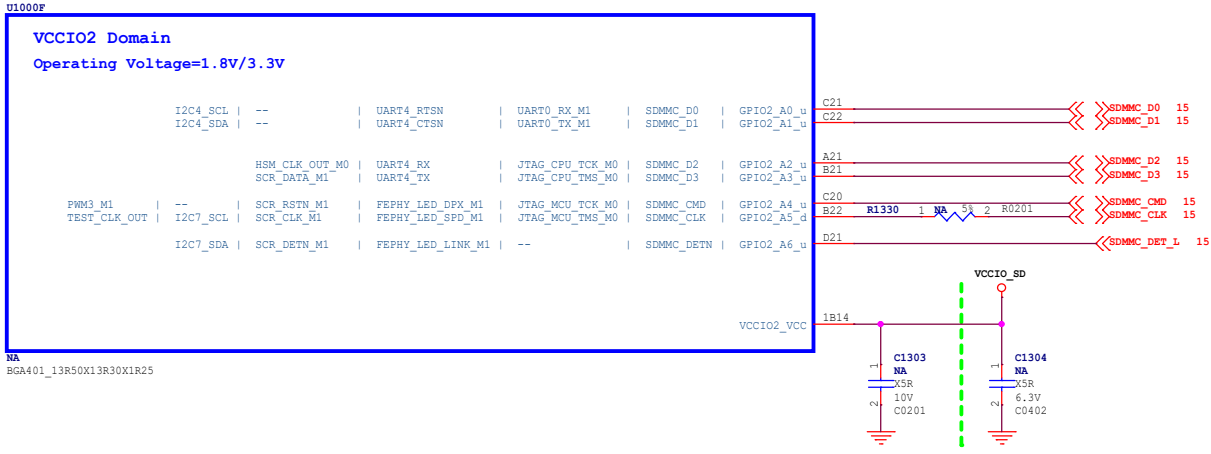 U1000F
VCCIO2 Domain
Operating Voltage=1.8V/3.3V
I2C4_SCL | -- | UART4_RTSN | UART0_RX_M1 | SDMMC_D0 | GPIO2_A0_u C21 SDMMC_D0 15
I2C4_SDA | -- | UART4_CTSN | UART0_TX_M1 | SDMMC_D1 | GPIO2_A1_u C22 SDMMC_D1 15
HSM_CLK_OUT_M0 | UART4_RX | JTAG_CPU_TCK_M0 | SDMMC_D2 | GPIO2_A2_u A21 SDMMC_D2 15
SCR_DATA_M1 | UART4_TX | JTAG_CPU_TMS_M0 | SDMMC_D3 | GPIO2_A3_u B21 SDMMC_D3 15
PWM3_M1 | -- | SCR_RSTN_M1 | FEPHY_LED_DPX_M1 | JTAG_MCU_TCK_M0 | SDMMC_CMD | GPIO2_A4_u C20 SDMMC_CMD 15
TEST_CLK_OUT | I2C7_SCL | SCR_CLK_M1 | FEPHY_LED_SPD_M1 | JTAG_MCU_TMS_M0 | SDMMC_CLK | GPIO2_A5_d B22 R1330 1 NA 5% 2 R0201 SDMMC_CLK 15
I2C7_SDA | SCR_DETN_M1 | FEPHY_LED_LINK_M1 | -- | SDMMC_DETN | GPIO2_A6_u D21 SDMMC_DET_L 15
VCCIO_SD
VCCIO2_VCC 1B14
NA
BGA401_13R50X13R30X1R25
1
2
C1303
NA
X5R
10V
C0201
1
2
C1304
NA
X5R
6.3V
C0402